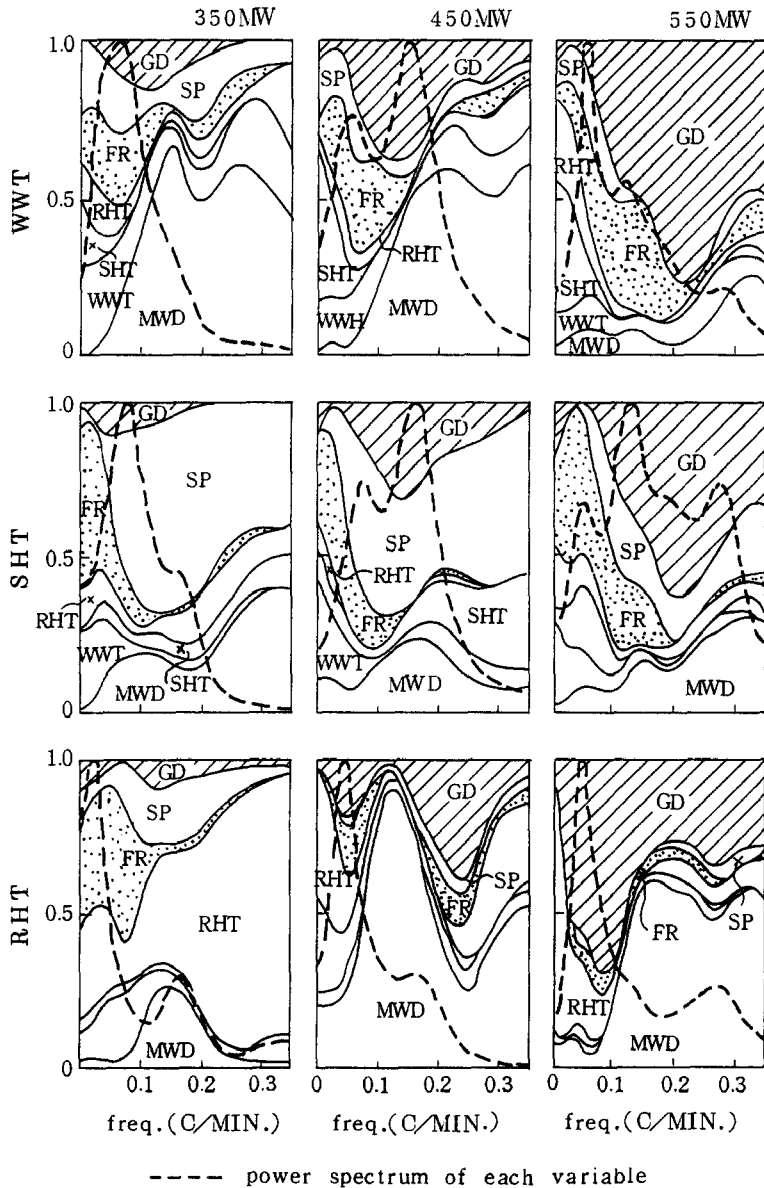 350MW 450MW 550MW
WWT
1.0
0.5
0
GD
SP
FR
RHT
SHT
WWT
MWD
SP
GD
FR
RHT
SHT
WWH
MWD
SP
GD
RHT
FR
SHT
WWT
MWD
SHT
1.0
0.5
0
GD
SP
FR
RHT
WWT
MWD
SHT
GD
SP
RHT
FR
SHT
WWT
MWD
GD
SP
FR
MWD
RHT
1.0
0.5
0
GD
SP
FR
RHT
MWD
GD
RHT
SP
FR
MWD
GD
FR
SP
RHT
MWD
0.1 0.2 0.3 0 0.1 0.2 0.3 0 0.1 0.2 0.3
freq.(C/MIN.) freq.(C/MIN.) freq.(C/MIN.)
power spectrum of each variable